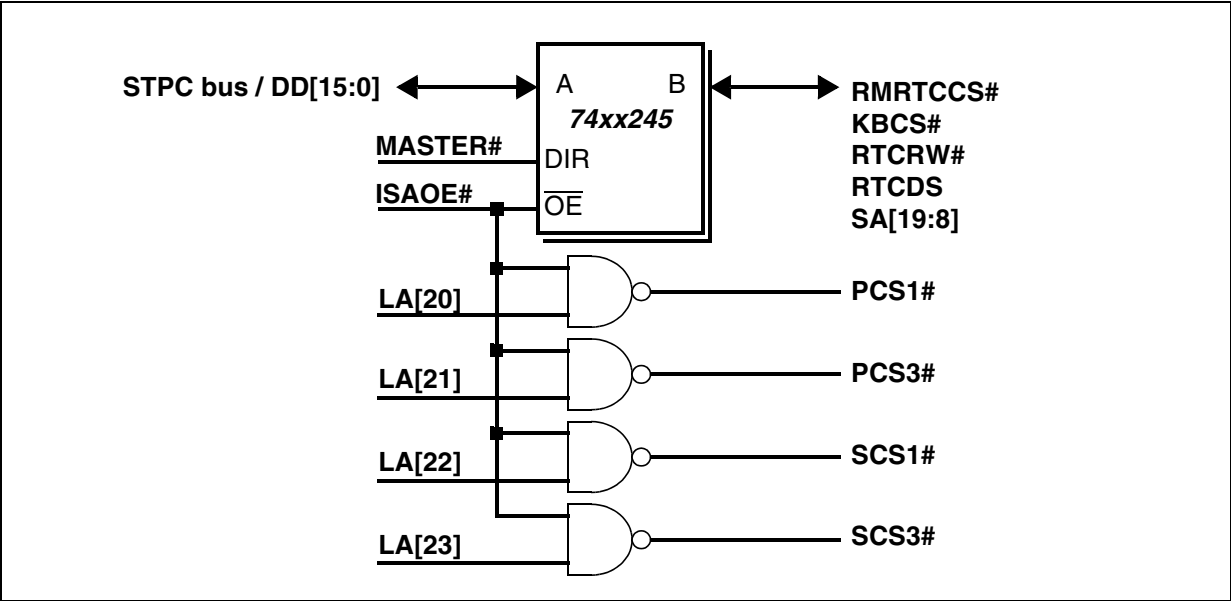 STPC bus / DD[15:0]
A
B
74xx245
RMRTCCS#
KBCS#
RTCRW#
RTCDS
SA[19:8]
MASTER#
DIR
ISAOE#
OE
LA[20]
PCS1#
LA[21]
PCS3#
LA[22]
SCS1#
LA[23]
SCS3#